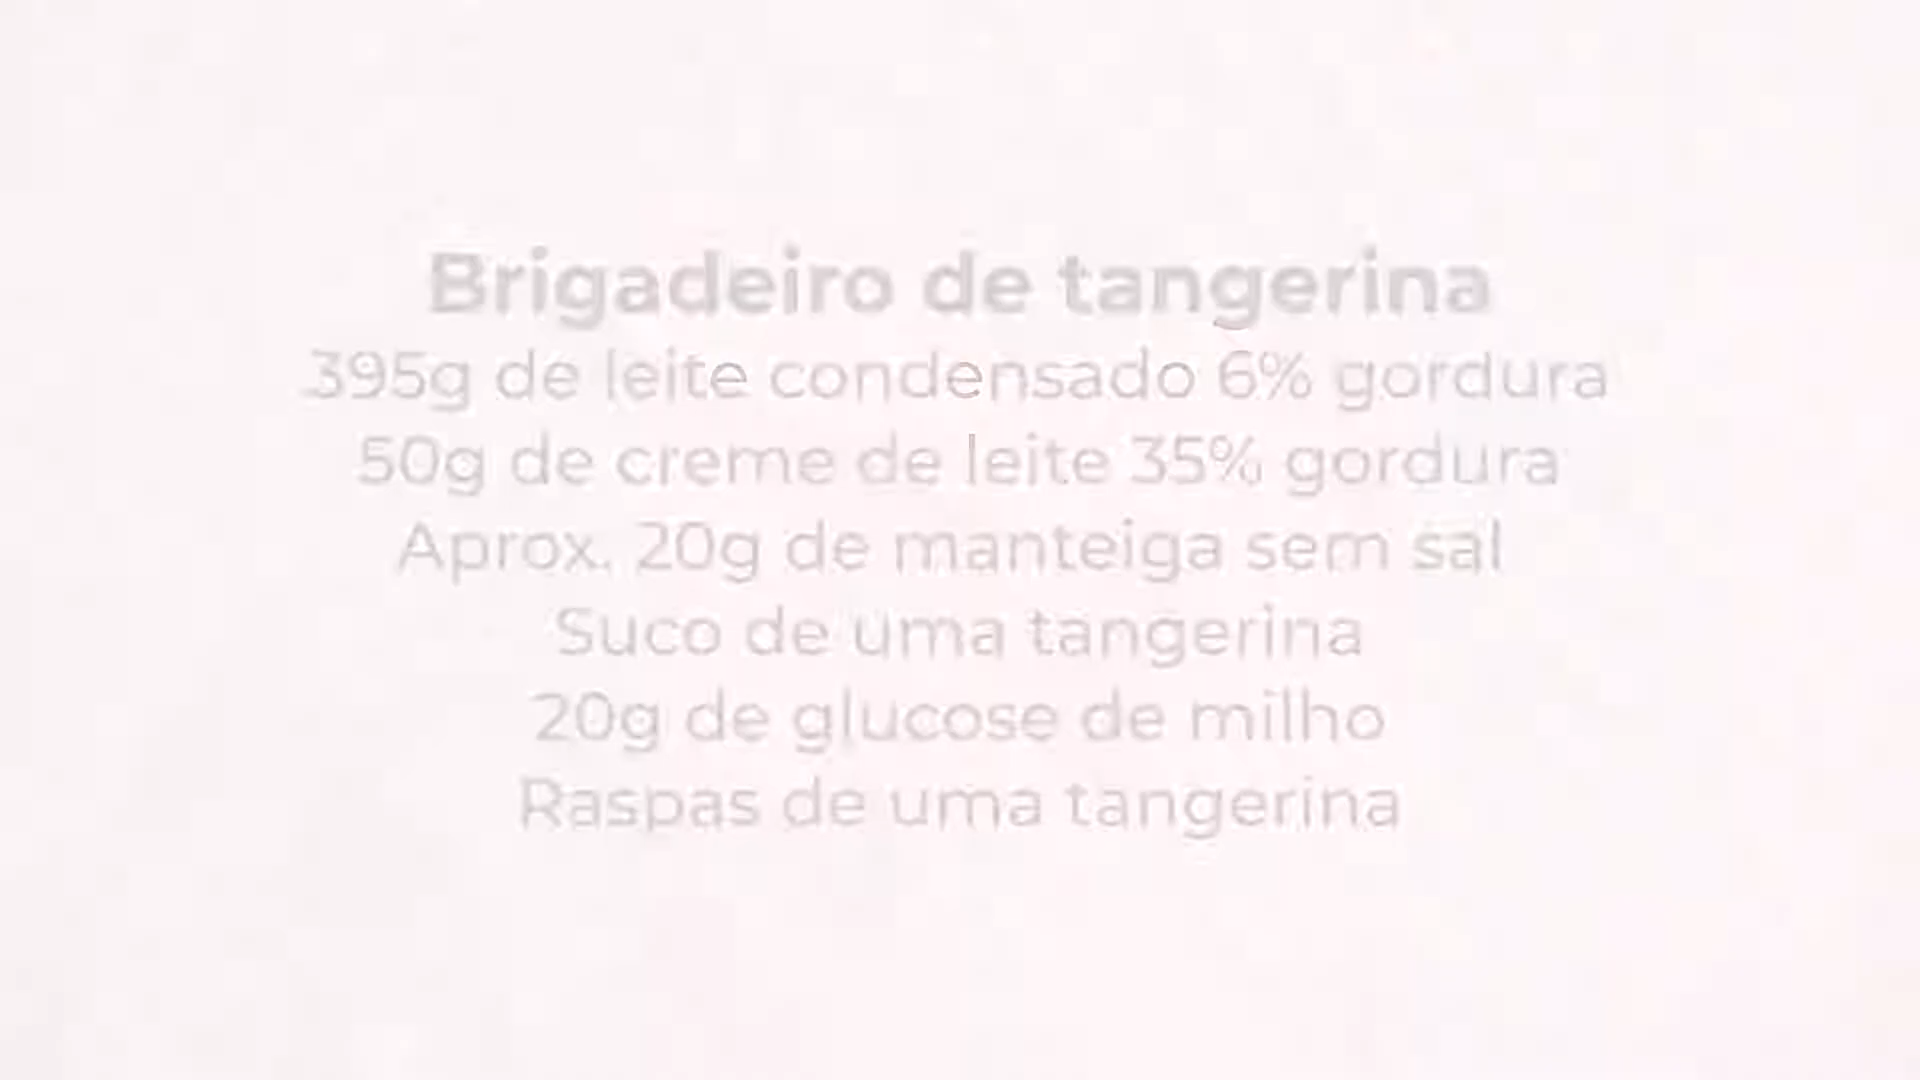 Brigadeiro de tangerina
395g de leite condensado 6% gordura
50g de creme de leite 35% gordura
Aprox. 20g de manteiga sem sal
Suco de uma tangerina
20g de glucose de milho
Raspas de uma tangerina